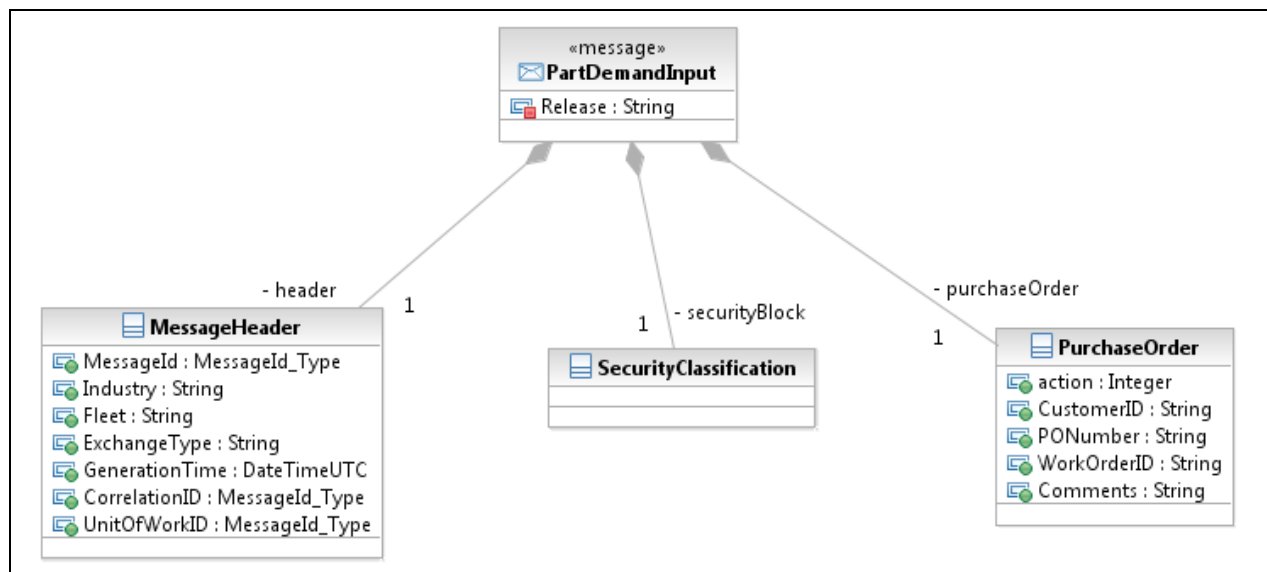 «message»
PartDemandInput
Release : String
- header
1
- securityBlock
1
- purchaseOrder
1
MessageHeader
MessageId : MessageId_Type
Industry : String
Fleet : String
ExchangeType : String
GenerationTime : DateTimeUTC
CorrelationID : MessageId_Type
UnitOfWorkID : MessageId_Type
SecurityClassification
PurchaseOrder
action : Integer
CustomerID : String
PONumber : String
WorkOrderID : String
Comments : String